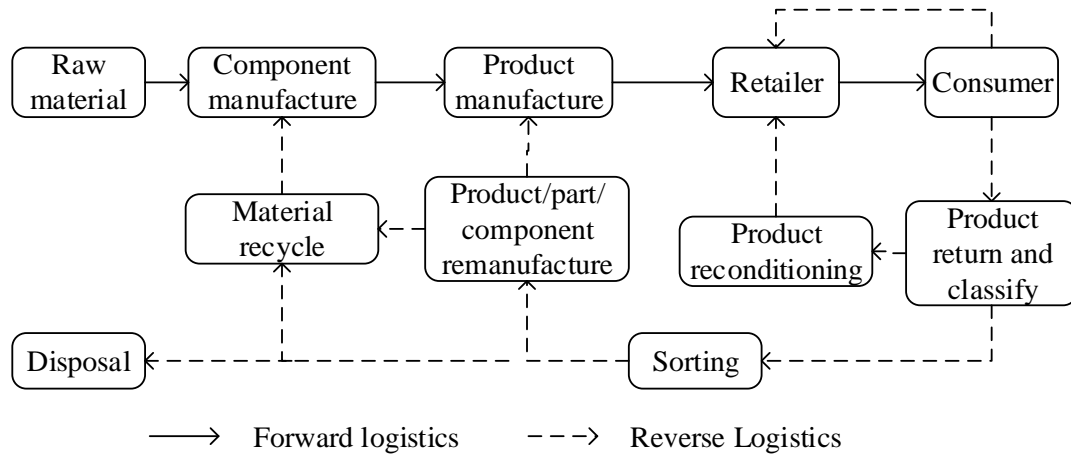 Raw
material
Component
manufacture
Product
manufacture
Retailer
Consumer
Material
recycle
Product/part/
component
remanufacture
Product
reconditioning
Product
return and
classify
Disposal
Sorting
Forward logistics
Reverse Logistics